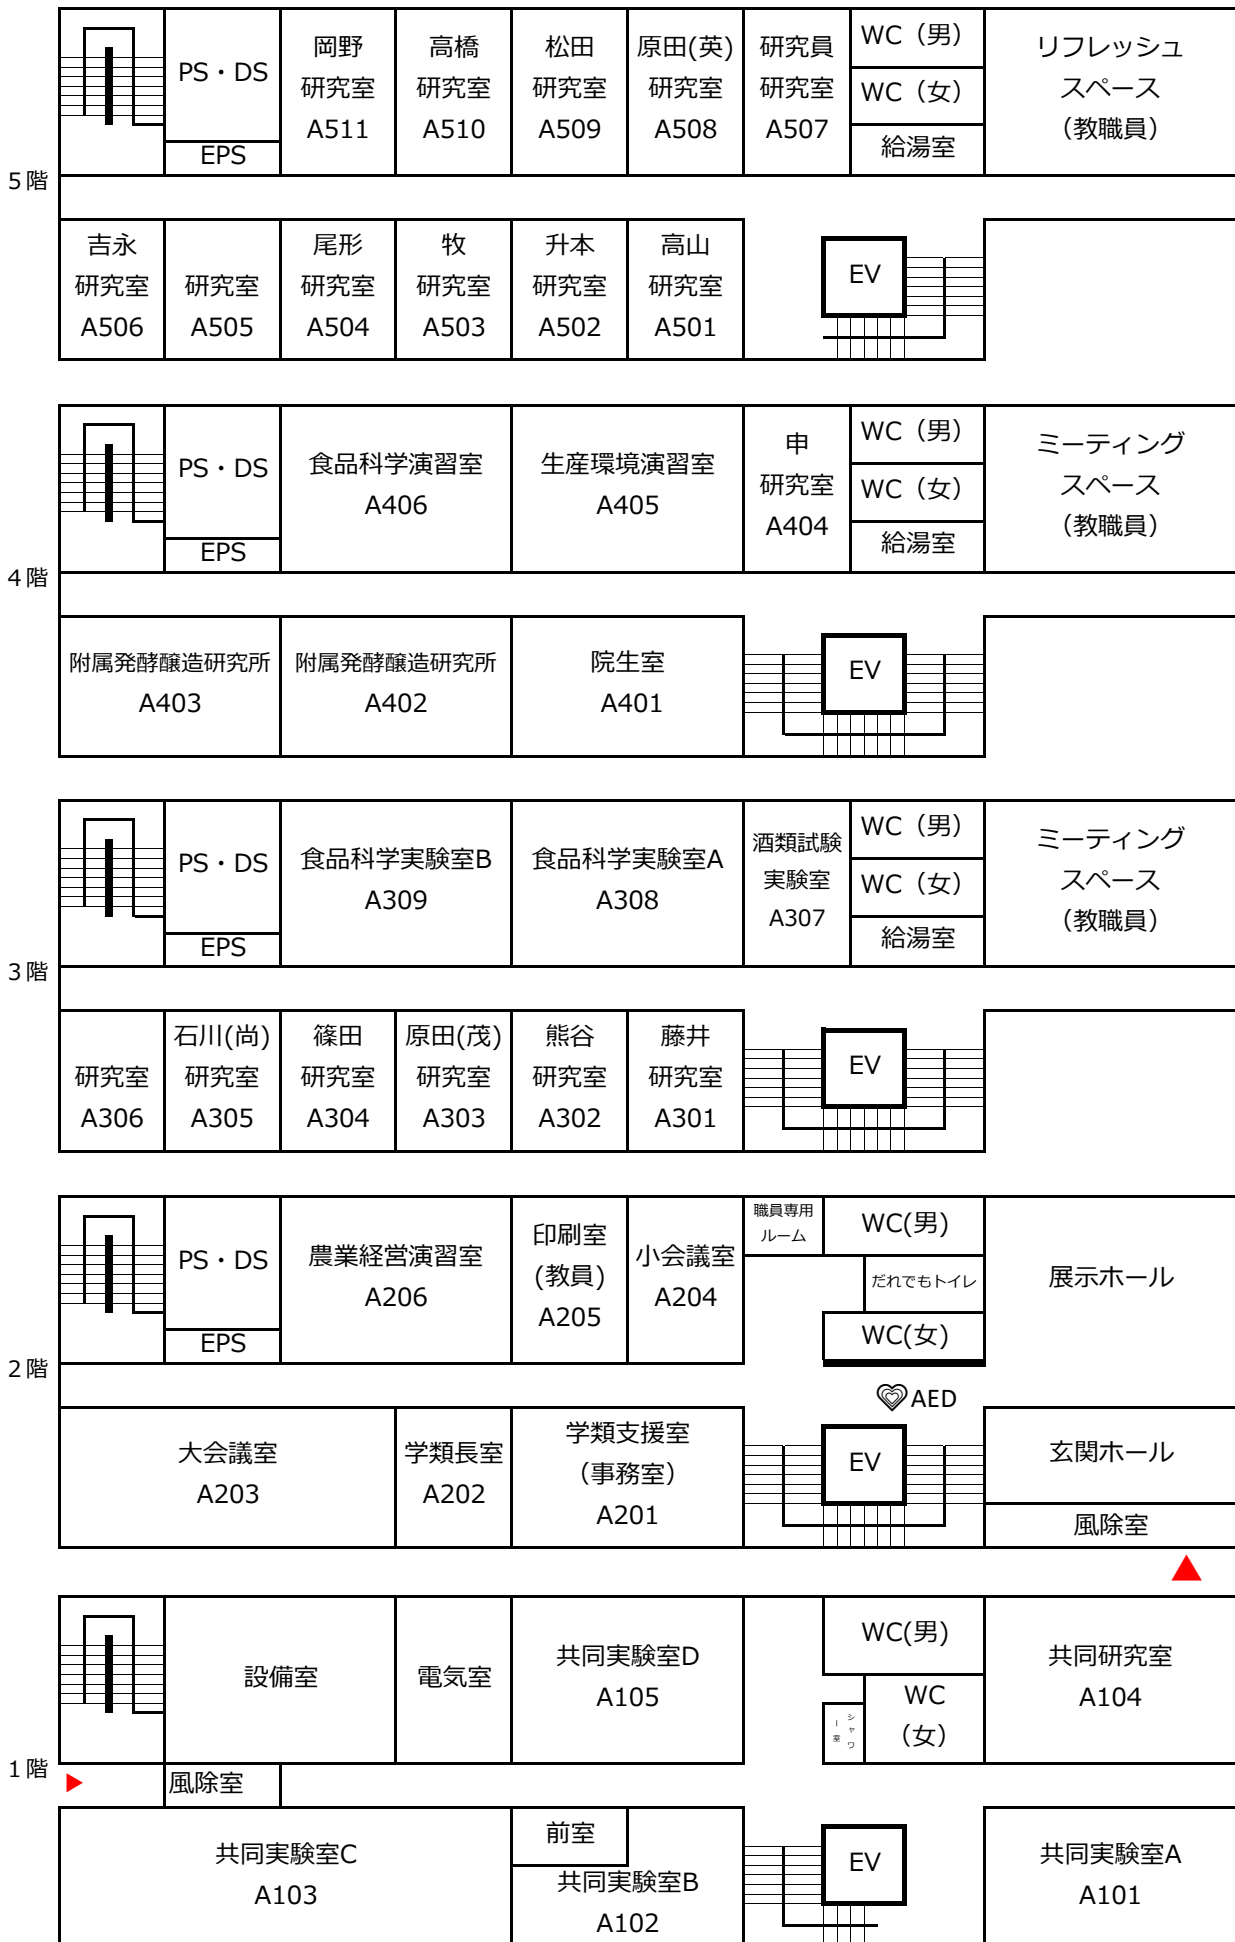 5階
PS・DS
EPS
岡野
研究室
A511
高橋
研究室
A510
松田
研究室
A509
原田(英)
研究室
A508
研究員
研究室
A507
WC（男）
WC（女）
給湯室
リフレッシュ
スペース
（教職員）
吉永
研究室
A506
研究室
A505
尾形
研究室
A504
牧
研究室
A503
升本
研究室
A502
高山
研究室
A501
EV
4階
PS・DS
EPS
食品科学演習室
A406
生産環境演習室
A405
申
研究室
A404
WC（男）
WC（女）
給湯室
ミーティング
スペース
（教職員）
附属発酵醸造研究所
A403
附属発酵醸造研究所
A402
院生室
A401
EV
3階
PS・DS
EPS
食品科学実験室B
A309
食品科学実験室A
A308
酒類試験
実験室
A307
WC（男）
WC（女）
給湯室
ミーティング
スペース
（教職員）
研究室
A306
石川(尚)
研究室
A305
篠田
研究室
A304
原田(茂)
研究室
A303
熊谷
研究室
A302
藤井
研究室
A301
EV
2階
PS・DS
EPS
農業経営演習室
A206
印刷室
(教員)
A205
小会議室
A204
職員専用
ルーム
WC(男)
だれでもトイレ
WC(女)
展示ホール
AED
大会議室
A203
学類長室
A202
学類支援室
（事務室）
A201
EV
玄関ホール
風除室
1階
設備室
電気室
共同実験室D
A105
WC(男)
シャワ
ー室
WC
（女）
共同研究室
A104
風除室
共同実験室C
A103
前室
共同実験室B
A102
EV
共同実験室A
A101